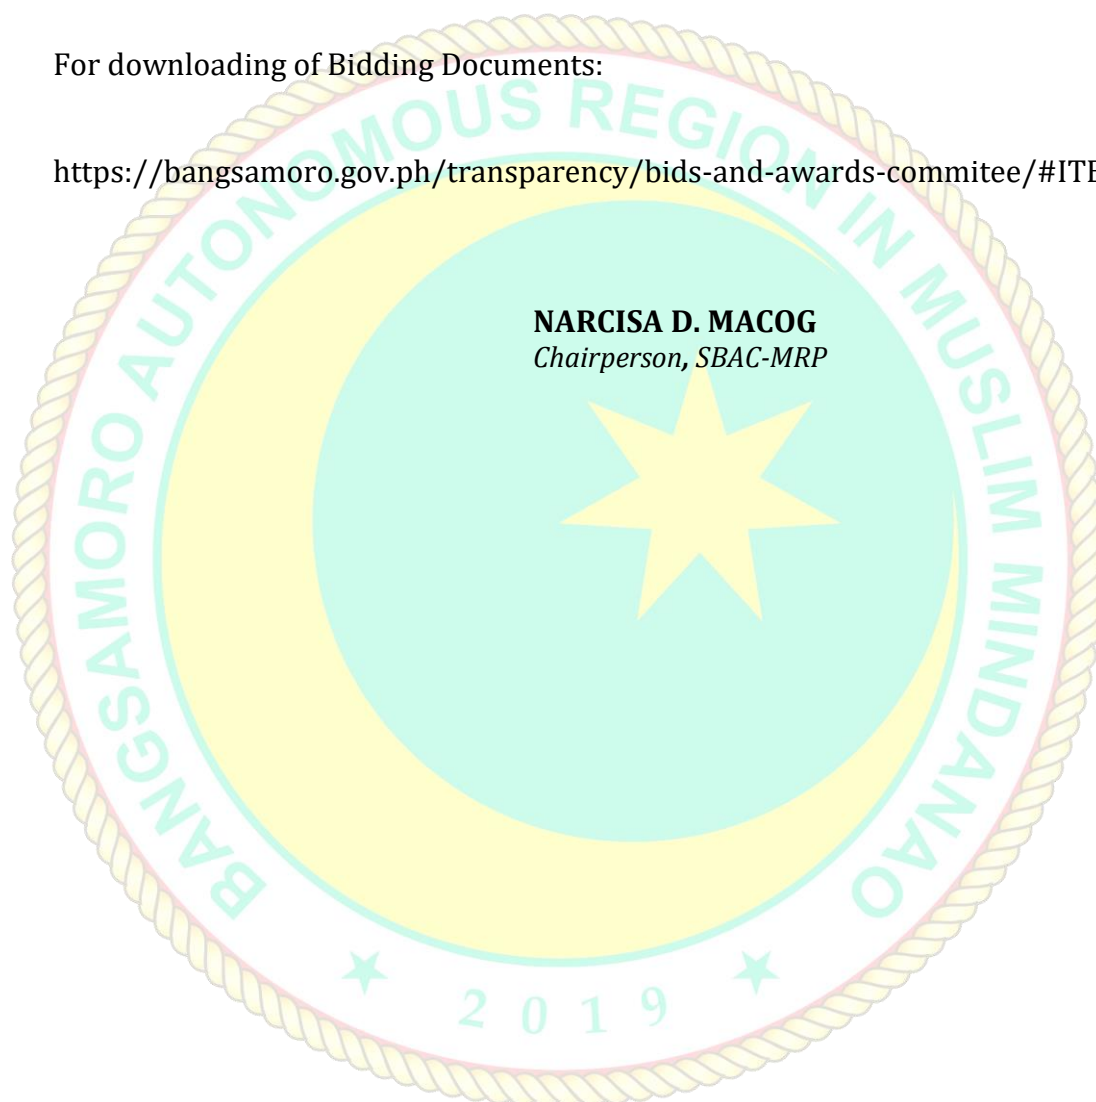 For downloading of Bidding Documents:
https://bangsamoro.gov.ph/transparency/bids-and-awards-commitee/#ITB
NARCISA D. MACOG
Chairperson, SBAC-MRP
BANGSAMORO AUTONOMOUS REGION IN MUSLIM MINDANAO
2019